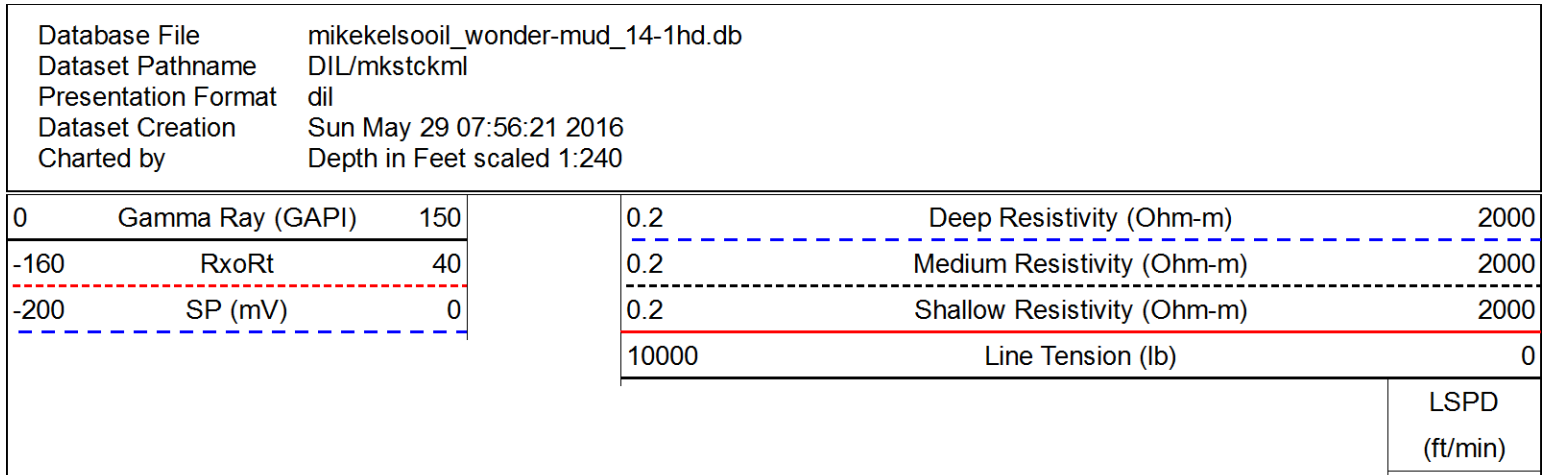 Database File mikekelsooil_wonder-mud_14-1hd.db
Dataset Pathname DIL/mkstckml
Presentation Format dil
Dataset Creation Sun May 29 07:56:21 2016
Charted by Depth in Feet scaled 1:240
0 Gamma Ray (GAPI) 150
-160 RxoRt 40
-200 SP (mV) 0
0.2 Deep Resistivity (Ohm-m) 2000
0.2 Medium Resistivity (Ohm-m) 2000
0.2 Shallow Resistivity (Ohm-m) 2000
10000 Line Tension (lb) 0
LSPD
(ft/min)